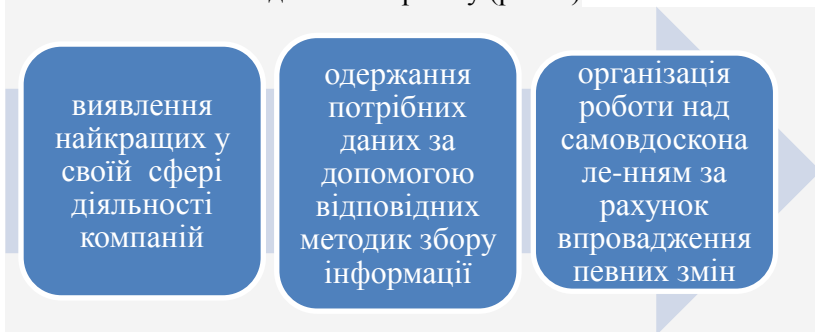 виявлення
найкращих у
своїй сфері
діяльності
компаній
одержання
потрібних
даних за
допомогою
відповідних
методик збору
інформації
організація
роботи над
самовдоскона
ле-нням за
рахунок
впровадження
певних змін